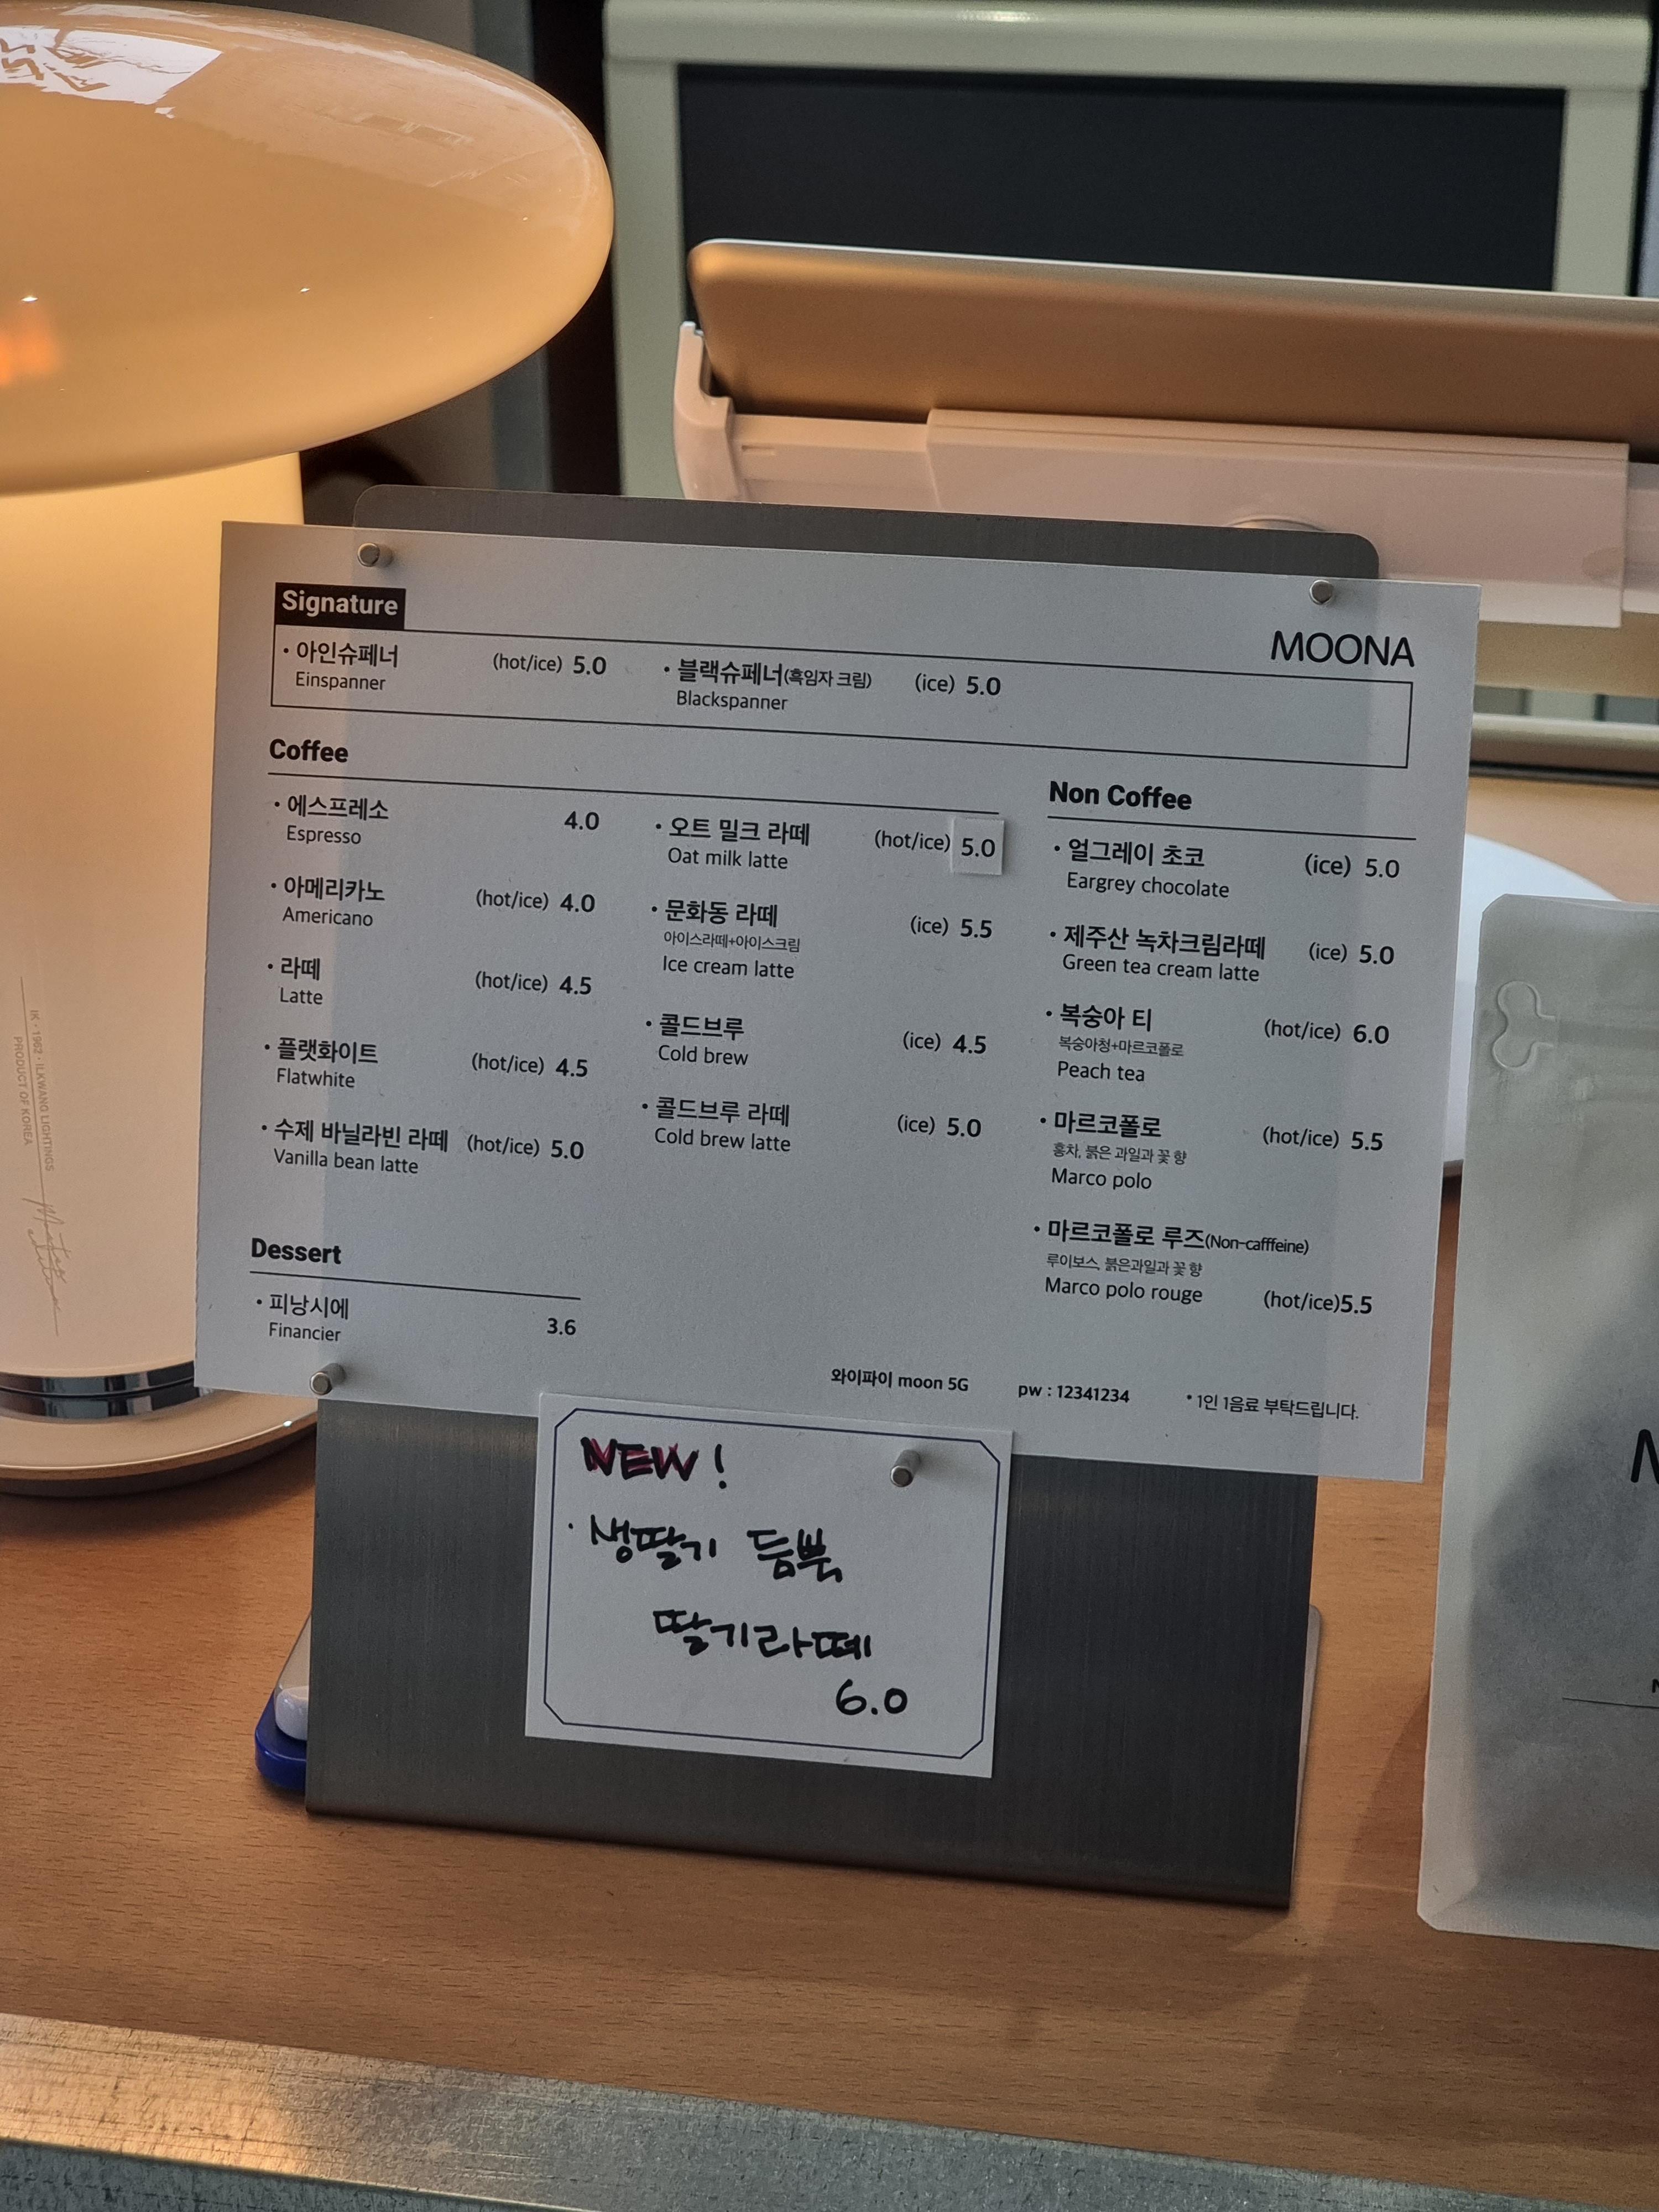 MOONA
Signature
• 아인슈페너 (hot/ice) 5.0
Einspanner
• 블랙슈페너(흑임자 크림) (ice) 5.0
Blackspanner
Coffee
• 에스프레소 4.0
Espresso
• 아메리카노 (hot/ice) 4.0
Americano
• 라떼 (hot/ice) 4.5
Latte
• 플랫화이트 (hot/ice) 4.5
Flatwhite
• 수제 바닐라빈 라떼 (hot/ice) 5.0
Vanilla bean latte
• 오트 밀크 라떼 (hot/ice) 5.0
Oat milk latte
• 문화동 라떼 (ice) 5.5
아이스라떼+아이스크림
Ice cream latte
• 콜드브루 (ice) 4.5
Cold brew
• 콜드브루 라떼 (ice) 5.0
Cold brew latte
Non Coffee
• 얼그레이 초코 (ice) 5.0
Eargrey chocolate
• 제주산 녹차크림라떼 (ice) 5.0
Green tea cream latte
• 복숭아 티 (hot/ice) 6.0
복숭아청+마르코폴로
Peach tea
• 마르코폴로 (hot/ice) 5.5
홍차, 붉은 과일과 꽃 향
Marco polo
• 마르코폴로 루즈(Non-cafffeine)
루이보스, 붉은과일과 꽃 향
Marco polo rouge (hot/ice)5.5
Dessert
• 피낭시에 3.6
Financier
와이파이 moon 5G pw : 12341234 * 1인 1음료 부탁드립니다.
NEW !
· 생딸기 듬뿍
딸기라떼
6.0
IK · 1962 · ILKWANG LIGHTINGS
PRODUCT OF KOREA